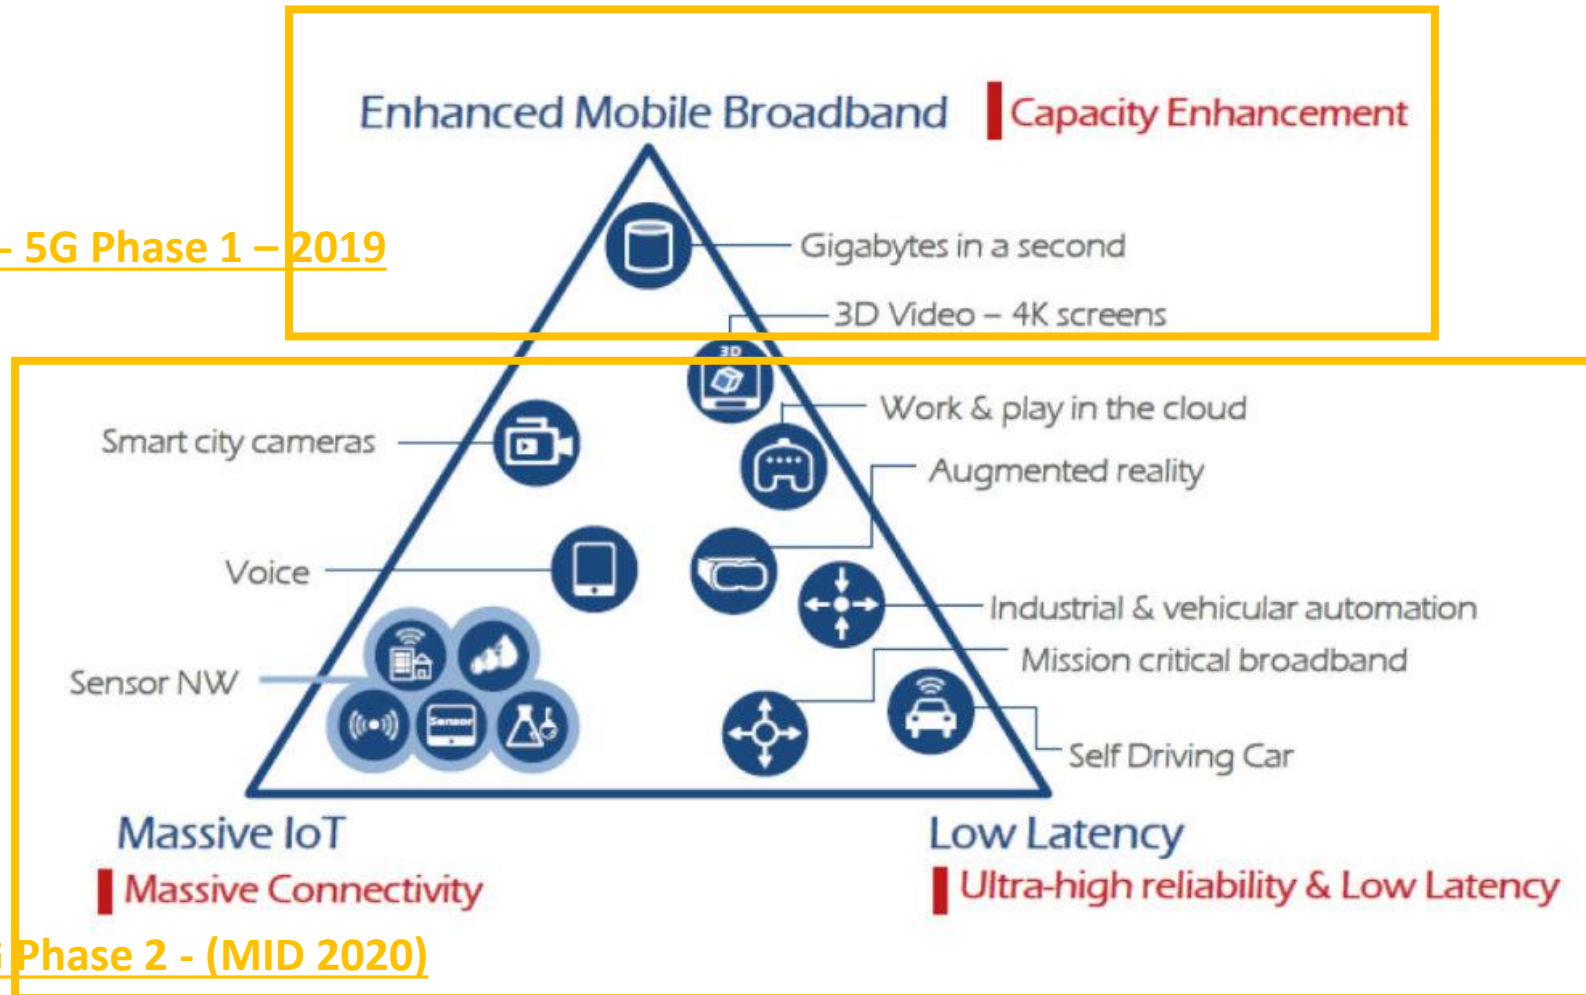 Enhanced Mobile Broadband
Capacity Enhancement
- 5G Phase 1 – 2019
Gigabytes in a second
3D Video – 4K screens
3D
Work & play in the cloud
Smart city cameras
Augmented reality
Voice
Industrial & vehicular automation
Mission critical broadband
Sensor NW
Sensor
Self Driving Car
Massive IoT
Low Latency
Massive Connectivity
Ultra-high reliability & Low Latency
Phase 2 - (MID 2020)